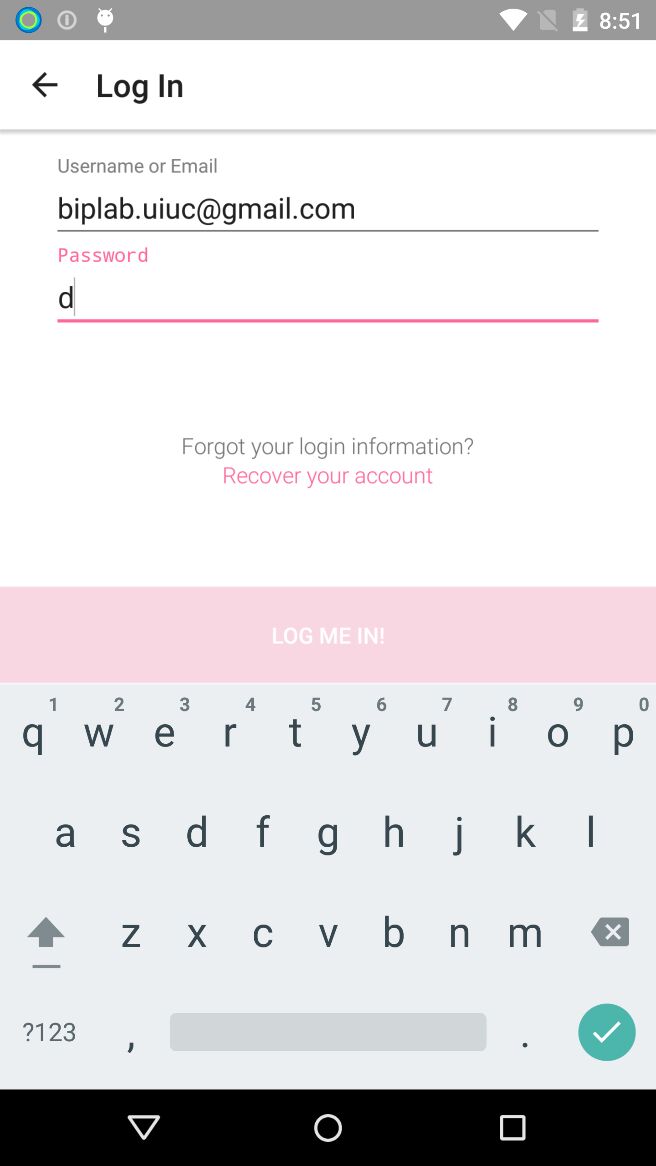 8:51
Log In
Username or Email
biplab.uiuc@gmail.com
Password
d
Forgot your login information?
Recover your account
LOG ME IN!
1 2 3 4 5 6 7 8 9 0
q w e r t y u i o p
a s d f g h j k l
z x c v b n m
?123 , .